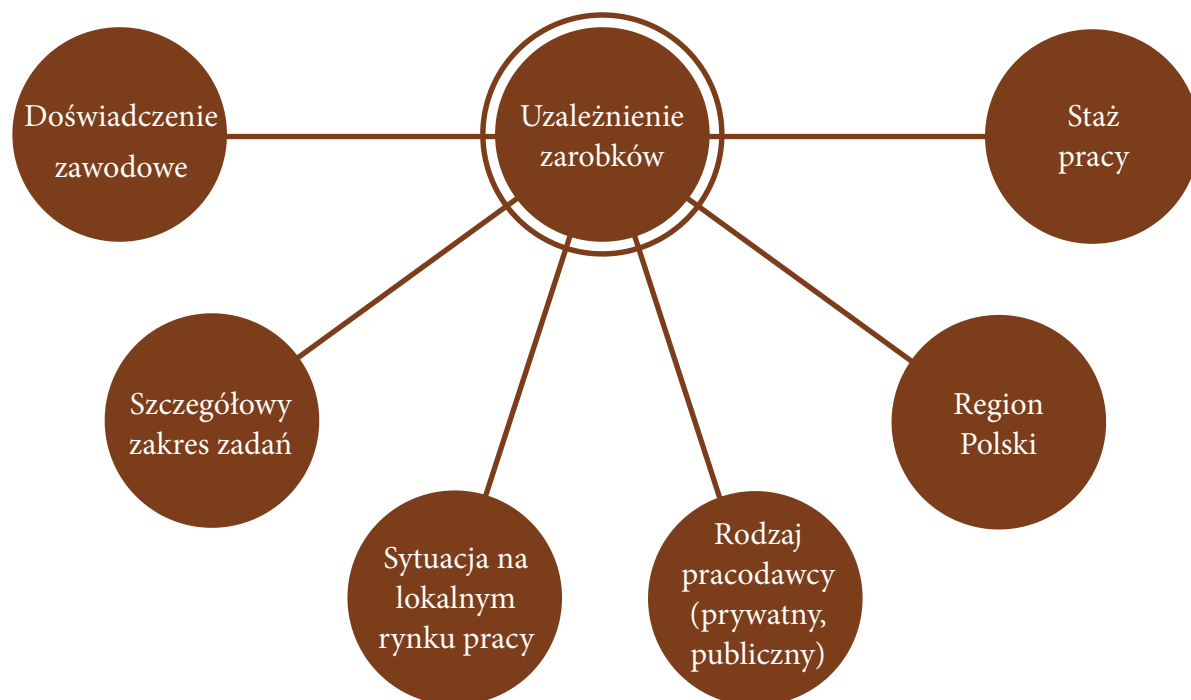 Doświadczenie
zawodowe
Uzależnienie
zarobków
Staż
pracy
Szczegółowy
zakres zadań
Region
Polski
Sytuacja na
lokalnym
rynku pracy
Rodzaj
pracodawcy
(prywatny,
publiczny)